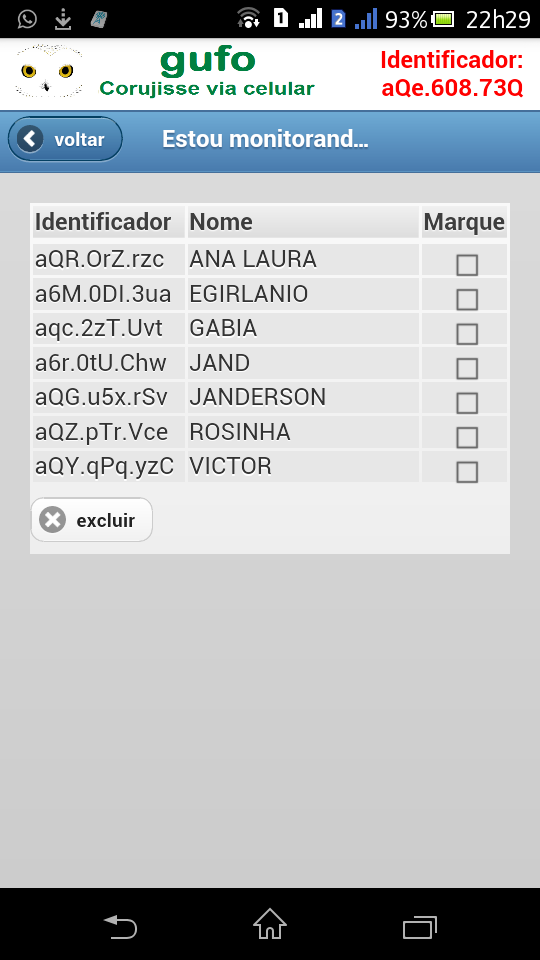 1 2 93% 22h29
gufo
Corujisse via celular
Identificador:
aQe.608.73Q
voltar
Estou monitorand...
Identificador Nome Marque
aQR.OrZ.rzc ANA LAURA
a6M.0DI.3ua EGIRLANIO
aqc.2zT.Uvt GABIA
a6r.0tU.Chw JAND
aQG.u5x.rSv JANDERSON
aQZ.pTr.Vce ROSINHA
aQY.qPq.yzC VICTOR
excluir